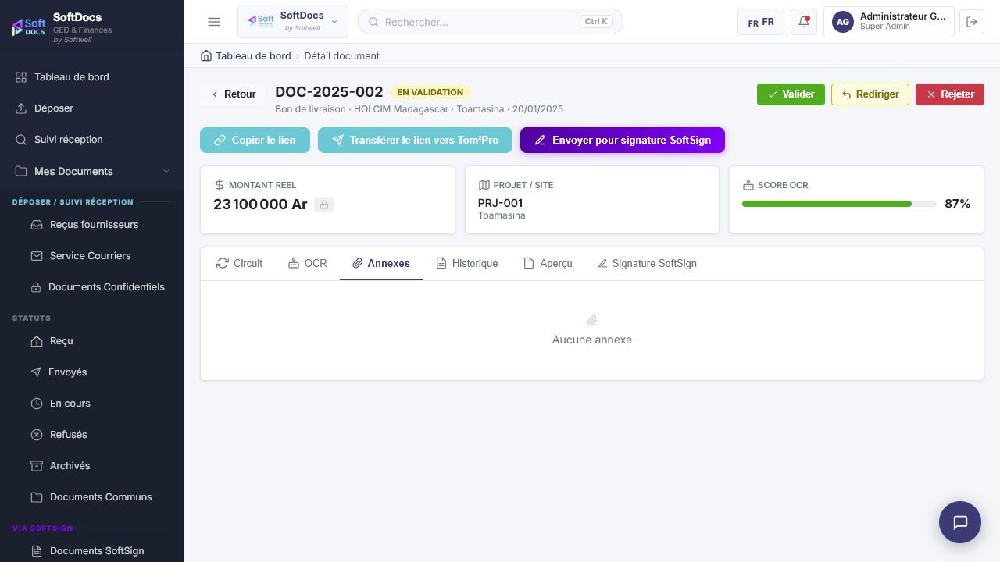 Soft
DOCS
SoftDocs
GED & Finances
by Softwell
Tableau de bord
Déposer
Suivi réception
Mes Documents
DÉPOSER / SUIVI RÉCEPTION
Reçus fournisseurs
Service Courriers
Documents Confidentiels
STATUTS
Reçu
Envoyés
En cours
Refusés
Archivés
Documents Communs
VIA SOFTSIGN
Documents SoftSign
Soft
DOCS
SoftDocs
by Softwell
Rechercher...
Ctrl K
FR FR
AG
Administrateur G...
Super Admin
Tableau de bord › Détail document
‹ Retour
DOC-2025-002
EN VALIDATION
Bon de livraison · HOLCIM Madagascar · Toamasina · 20/01/2025
Valider
Rediriger
Rejeter
Copier le lien
Transférer le lien vers Tom²Pro
Envoyer pour signature SoftSign
MONTANT RÉEL
23 100 000 Ar
PROJET / SITE
PRJ-001
Toamasina
SCORE OCR
87%
Circuit
OCR
Annexes
Historique
Aperçu
Signature SoftSign
Aucune annexe